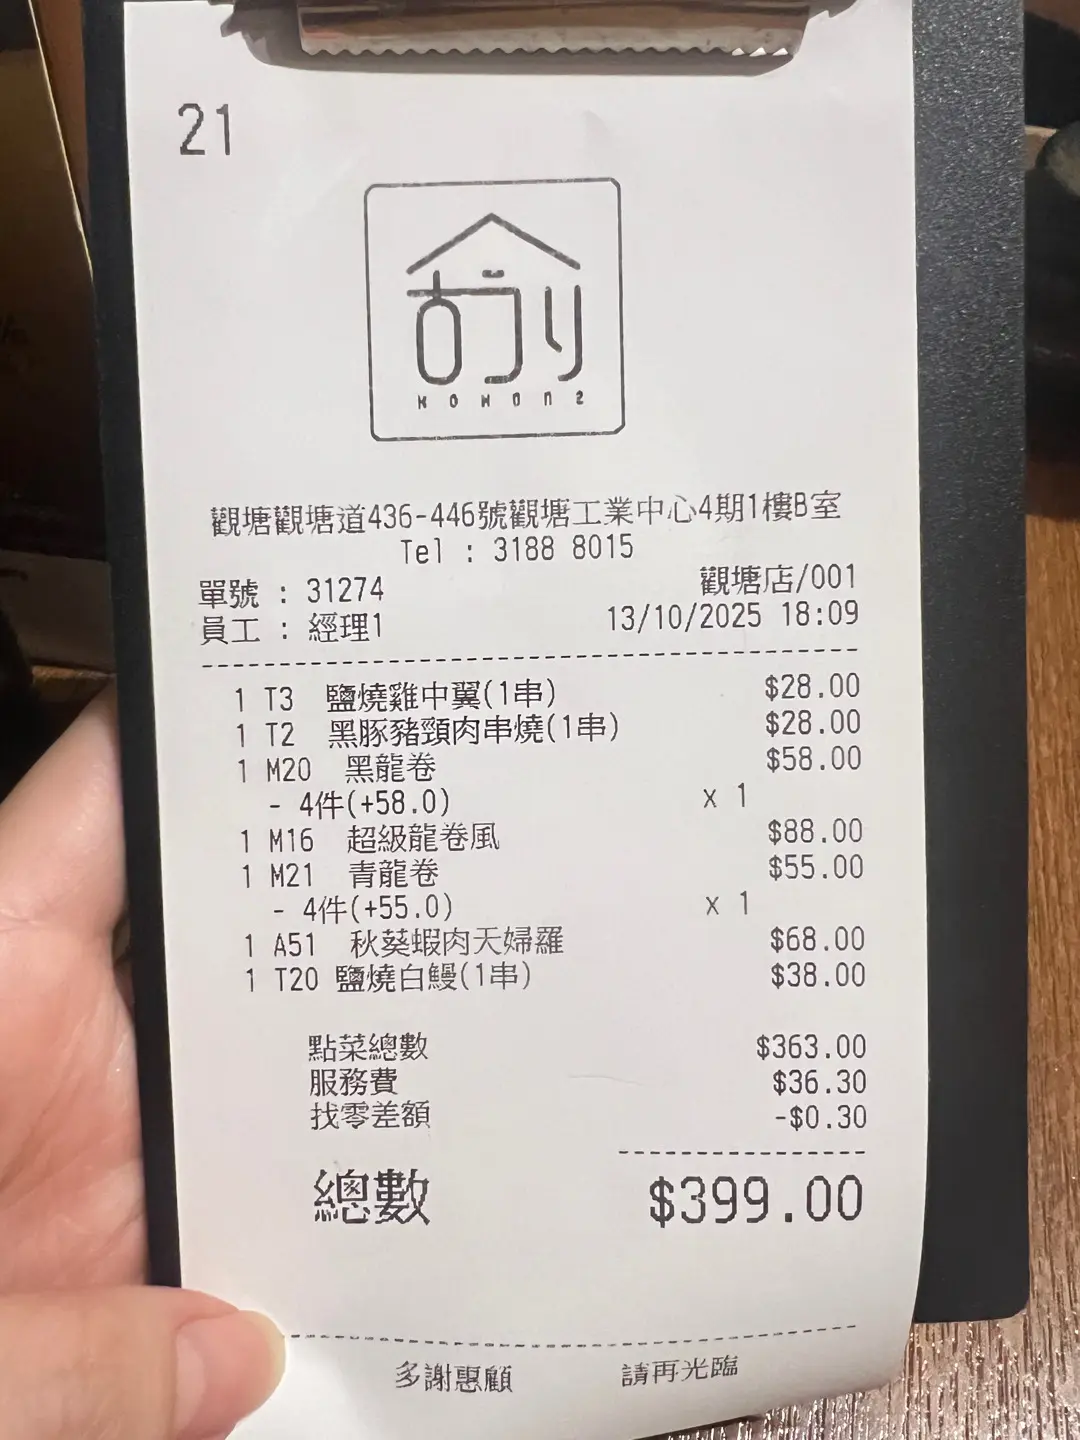 21
KOHON2
觀塘觀塘道436-446號觀塘工業中心4期1樓B室
Tel : 3188 8015
單號 : 31274 觀塘店/001
員工 : 經理1 13/10/2025 18:09
1 T3 鹽燒雞中翼(1串) $28.00
1 T2 黑豚豬頸肉串燒(1串) $28.00
1 M20 黑龍卷 $58.00
- 4件(+58.0) x 1
1 M16 超級龍卷風 $88.00
1 M21 青龍卷 $55.00
- 4件(+55.0) x 1
1 A51 秋葵蝦肉天婦羅 $68.00
1 T20 鹽燒白鰻(1串) $38.00
點菜總數 $363.00
服務費 $36.30
找零差額 -$0.30
總數 $399.00
多謝惠顧 請再光臨